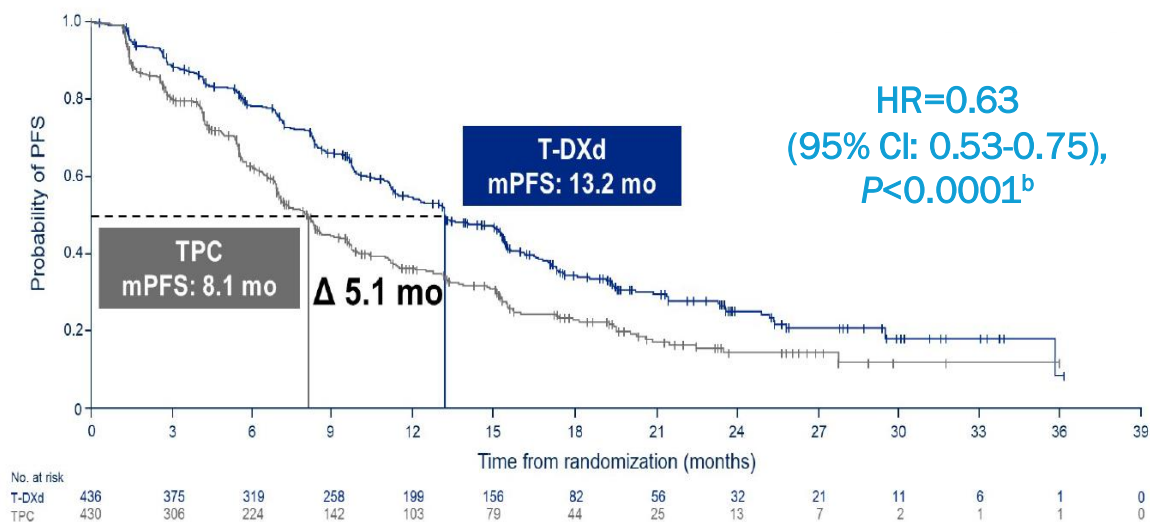 1.0
0.8
0.6
0.4
0.2
0
Probability of PFS
HR=0.63
(95% CI: 0.53-0.75),
P<0.0001ᵇ
T-DXd
mPFS: 13.2 mo
TPC
mPFS: 8.1 mo
Δ 5.1 mo
0 3 6 9 12 15 18 21 24 27 30 33 36 39
Time from randomization (months)
No. at risk
T-DXd 436 375 319 258 199 156 82 56 32 21 11 6 1 0
TPC 430 306 224 142 103 79 44 25 13 7 2 1 1 0